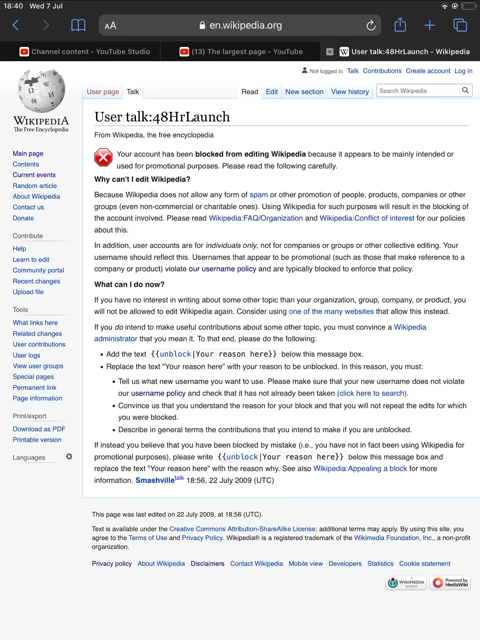 18:40 Wed 7 Jul
AA en.wikipedia.org
Channel content - YouTube Studio
(13) The largest page - YouTube
User talk:48HrLaunch - Wikipedia
Not logged in Talk Contributions Create account Log in
User page Talk Read Edit New section View history Search Wikipedia
WIKIPEDIA
The Free Encyclopedia
Main page
Contents
Current events
Random article
About Wikipedia
Contact us
Donate
Contribute
Help
Learn to edit
Community portal
Recent changes
Upload file
Tools
What links here
Related changes
User contributions
User logs
View user groups
Special pages
Permanent link
Page information
Print/export
Download as PDF
Printable version
Languages
User talk:48HrLaunch
From Wikipedia, the free encyclopedia
Your account has been blocked from editing Wikipedia because it appears to be mainly intended or
used for promotional purposes. Please read the following carefully.
Why can't I edit Wikipedia?
Because Wikipedia does not allow any form of spam or other promotion of people, products, companies or other
groups (even non-commercial or charitable ones). Using Wikipedia for such purposes will result in the blocking of
the account involved. Please read Wikipedia:FAQ/Organization and Wikipedia:Conflict of interest for our policies
about this.
In addition, user accounts are for individuals only, not for companies or groups or other collective editing. Your
username should reflect this. Usernames that appear to be promotional (such as those that make reference to a
company or product) violate our username policy and are typically blocked to enforce that policy.
What can I do now?
If you have no interest in writing about some other topic than your organization, group, company, or product, you
will not be allowed to edit Wikipedia again. Consider using one of the many websites that allow this instead.
If you do intend to make useful contributions about some other topic, you must convince a Wikipedia
administrator that you mean it. To that end, please do the following:
• Add the text {{unblock|Your reason here}} below this message box.
• Replace the text "Your reason here" with your reason to be unblocked. In this reason, you must:
• Tell us what new username you want to use. Please make sure that your new username does not violate
our username policy and check that it has not already been taken (click here to search).
• Convince us that you understand the reason for your block and that you will not repeat the edits for which
you were blocked.
• Describe in general terms the contributions that you intend to make if you are unblocked.
If instead you believe that you have been blocked by mistake (i.e., you have not in fact been using Wikipedia for
promotional purposes), please write {{unblock|Your reason here}} below this message box and
replace the text "Your reason here" with the reason why. See also Wikipedia:Appealing a block for more
information. Smashvilletalk 18:56, 22 July 2009 (UTC)
This page was last edited on 22 July 2009, at 18:56 (UTC).
Text is available under the Creative Commons Attribution-ShareAlike License; additional terms may apply. By using this site, you
agree to the Terms of Use and Privacy Policy. Wikipedia® is a registered trademark of the Wikimedia Foundation, Inc., a non-profit
organization.
Privacy policy About Wikipedia Disclaimers Contact Wikipedia Mobile view Developers Statistics Cookie statement
WIKIMEDIA
Powered by
MediaWiki